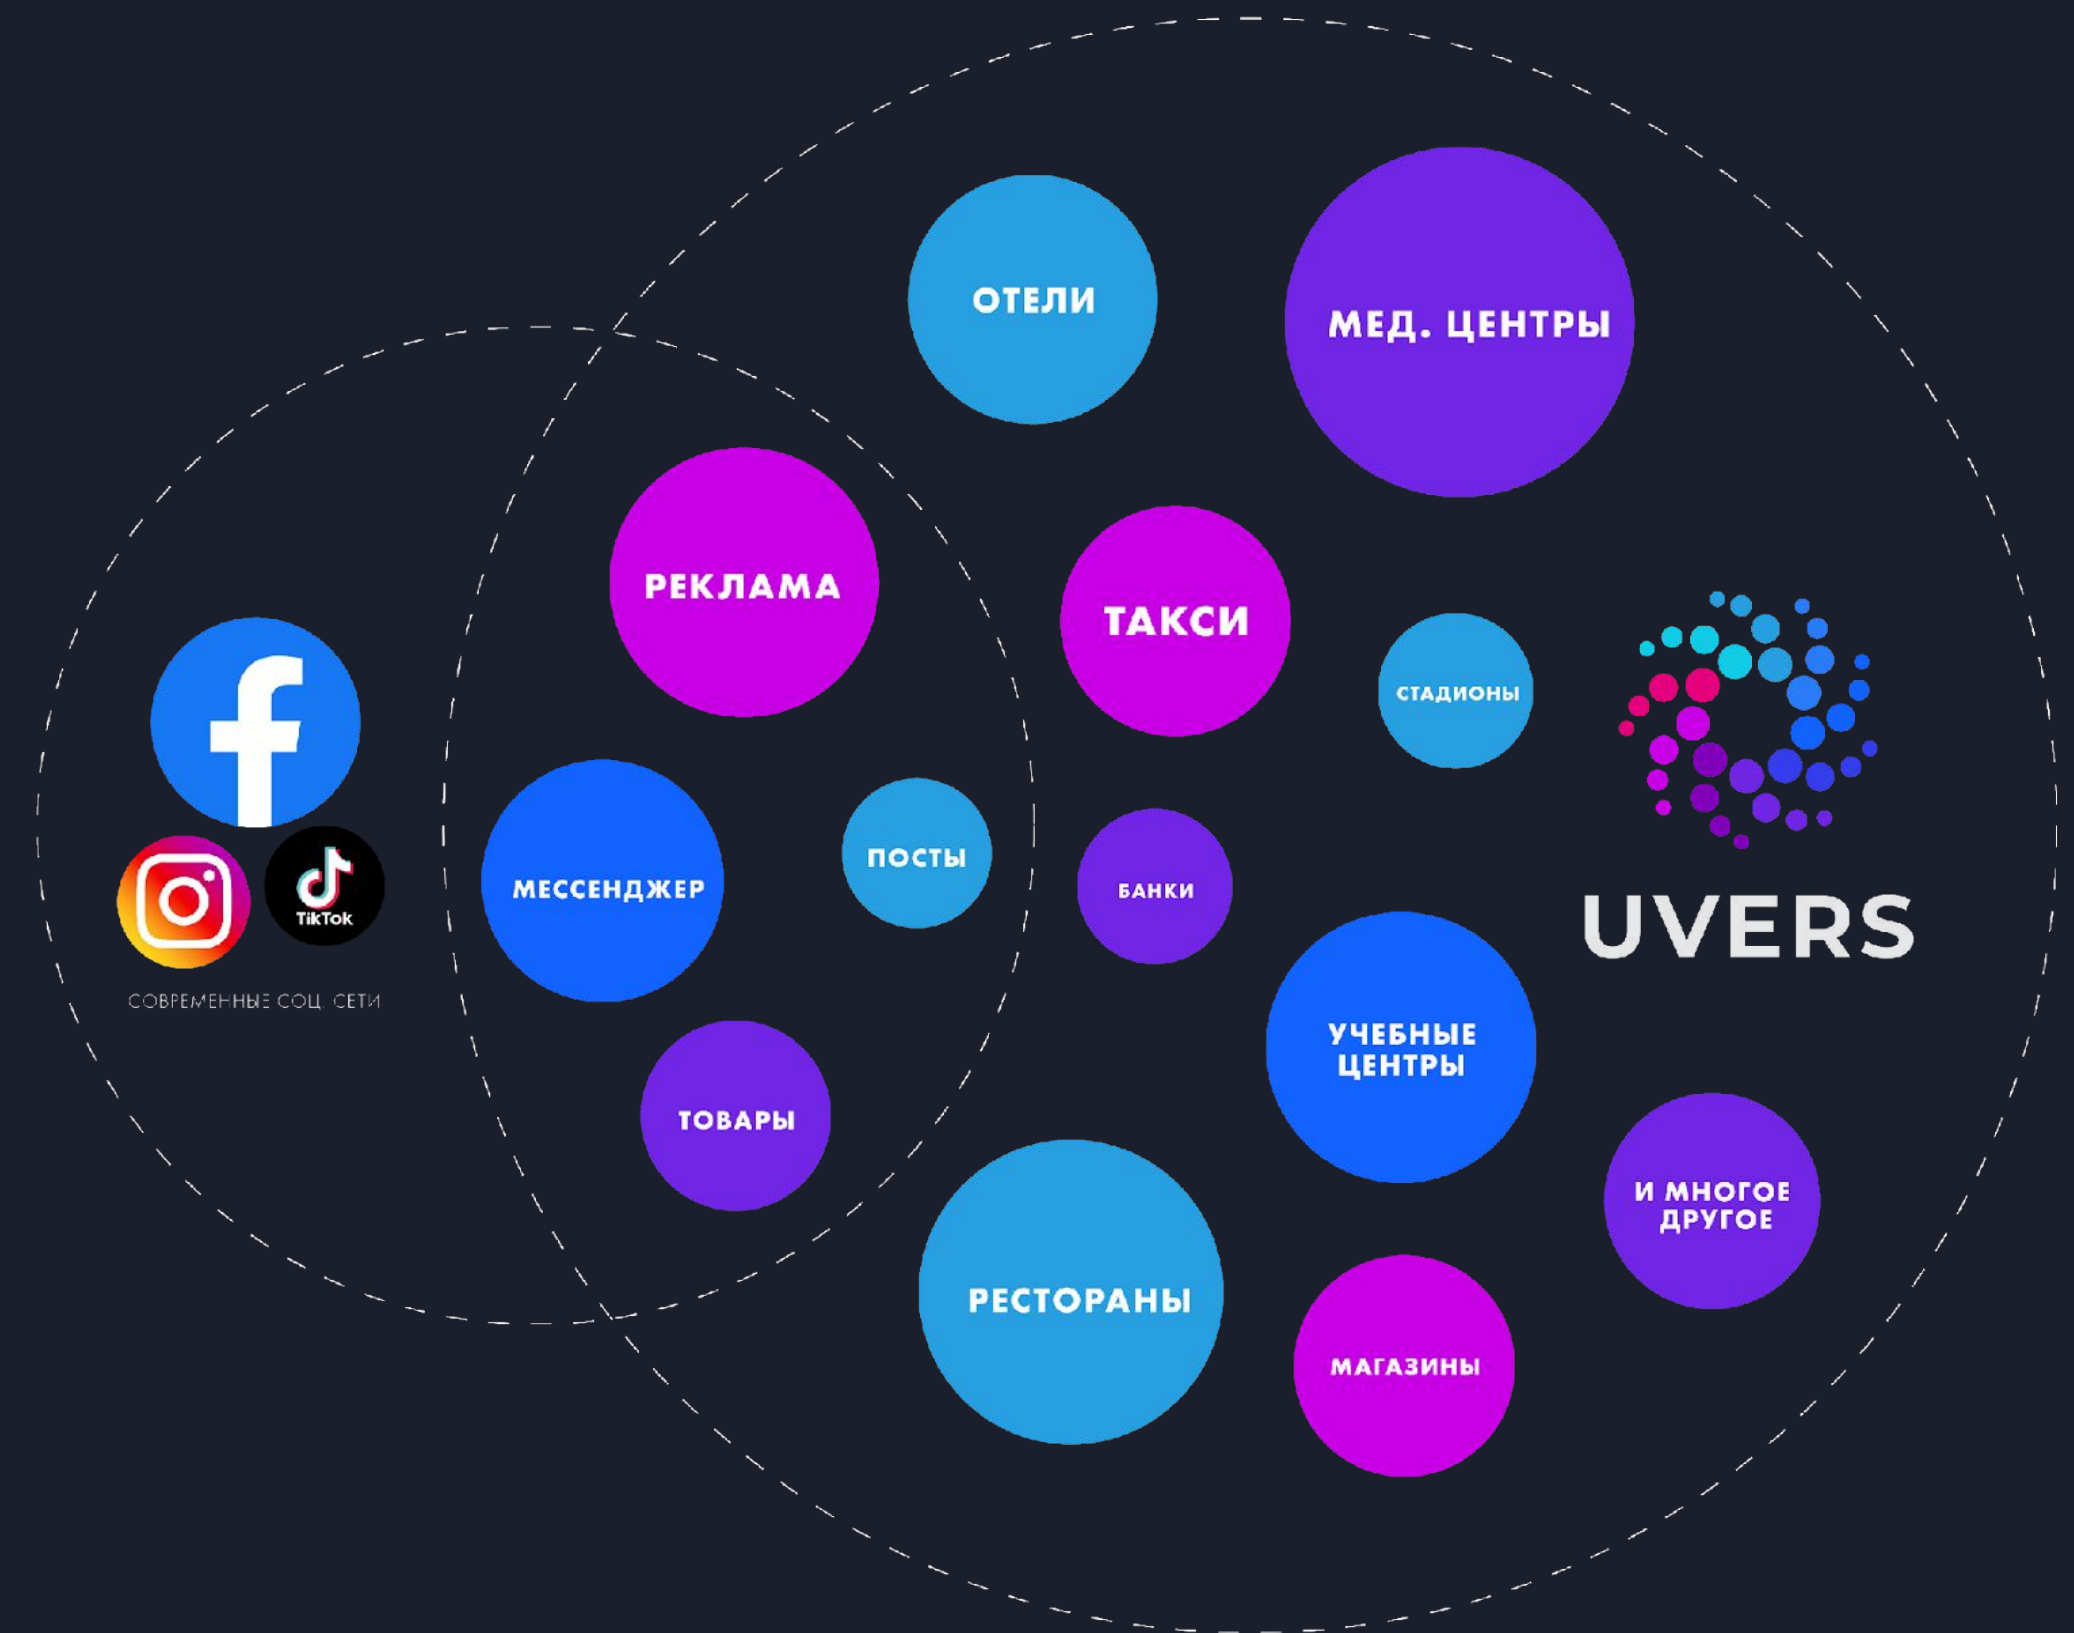 ОТЕЛИ
МЕД. ЦЕНТРЫ
РЕКЛАМА
ТАКСИ
СТАДИОНЫ
МЕССЕНДЖЕР
ПОСТЫ
БАНКИ
TikTok
СОВРЕМЕННЫЕ СОЦ. СЕТИ
UVERS
УЧЕБНЫЕ
ЦЕНТРЫ
ТОВАРЫ
И МНОГОЕ
ДРУГОЕ
РЕСТОРАНЫ
МАГАЗИНЫ